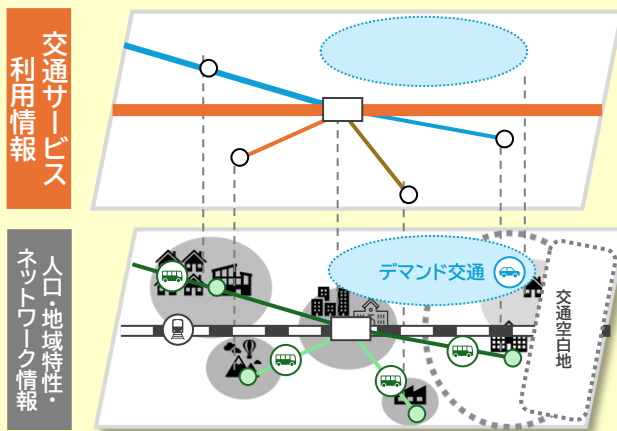 交通サービス
利用情報
デマンド交通
交通空白地
人口・地域特性・
ネットワーク情報